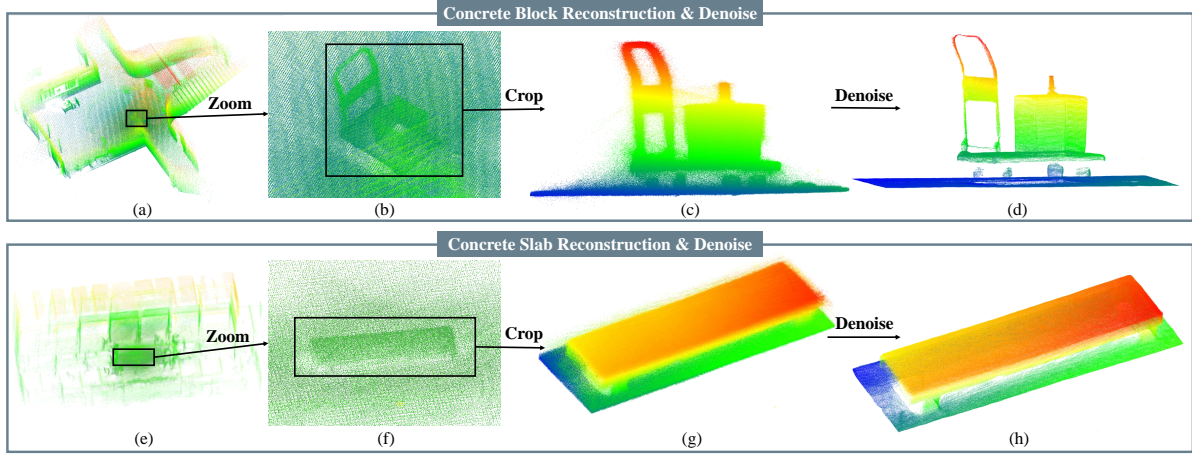 Concrete Block Reconstruction & Denoise
Zoom
Crop
Denoise
(a)
(b)
(c)
(d)
Concrete Slab Reconstruction & Denoise
Zoom
Crop
Denoise
(e)
(f)
(g)
(h)